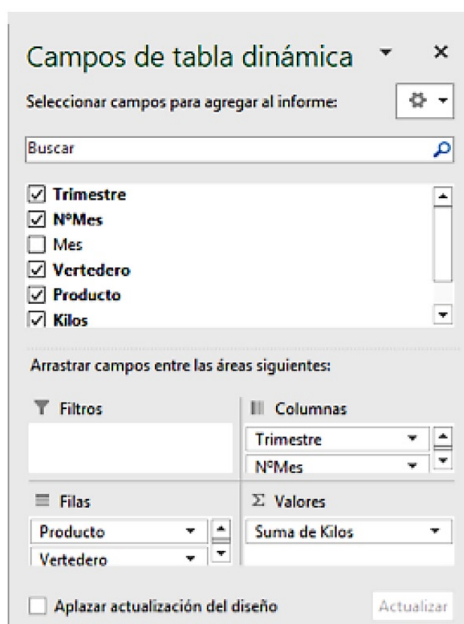 Campos de tabla dinámica
Seleccionar campos para agregar al informe:
Buscar
Trimestre
NºMes
Mes
Vertedero
Producto
Kilos
Arrastrar campos entre las áreas siguientes:
Filtros
Columnas
Trimestre
NºMes
Filas
Σ Valores
Producto
Suma de Kilos
Vertedero
Aplazar actualización del diseño
Actualizar